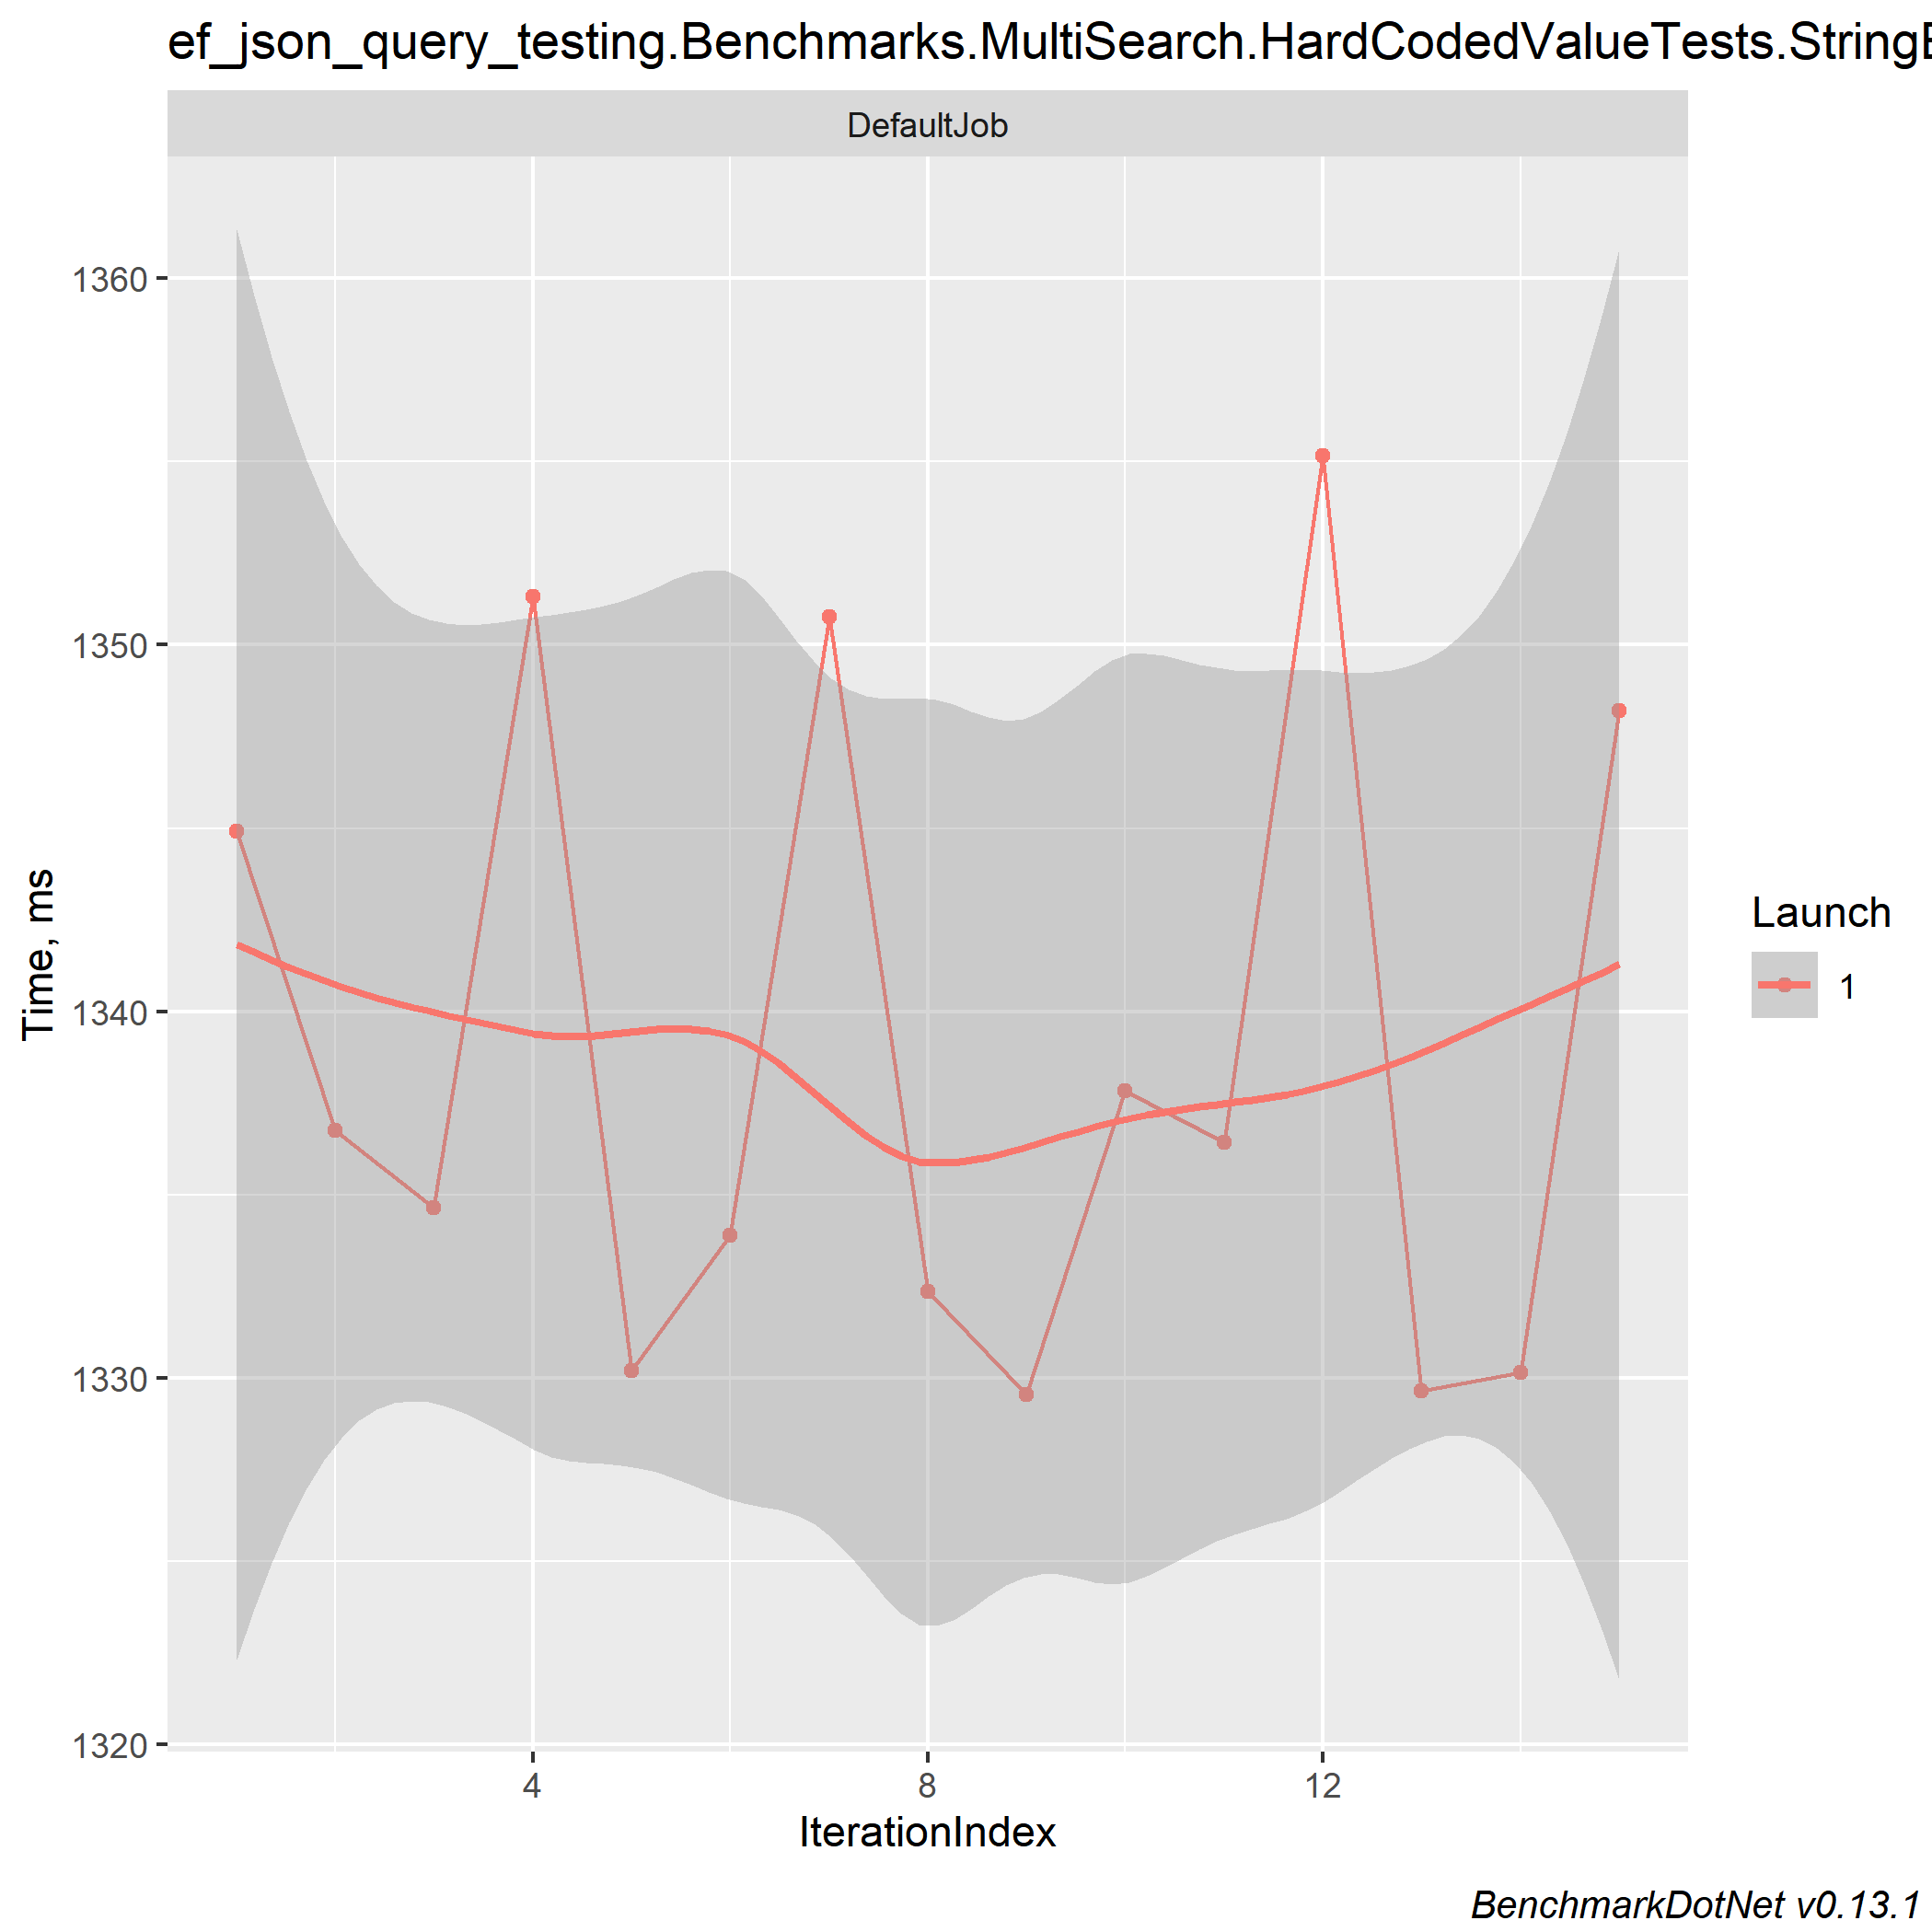 ef_json_query_testing.Benchmarks.MultiSearch.HardCodedValueTests.String
DefaultJob
1360
1350
1340
1330
1320
Time, ms
4
8
12
IterationIndex
Launch
1
BenchmarkDotNet v0.13.1